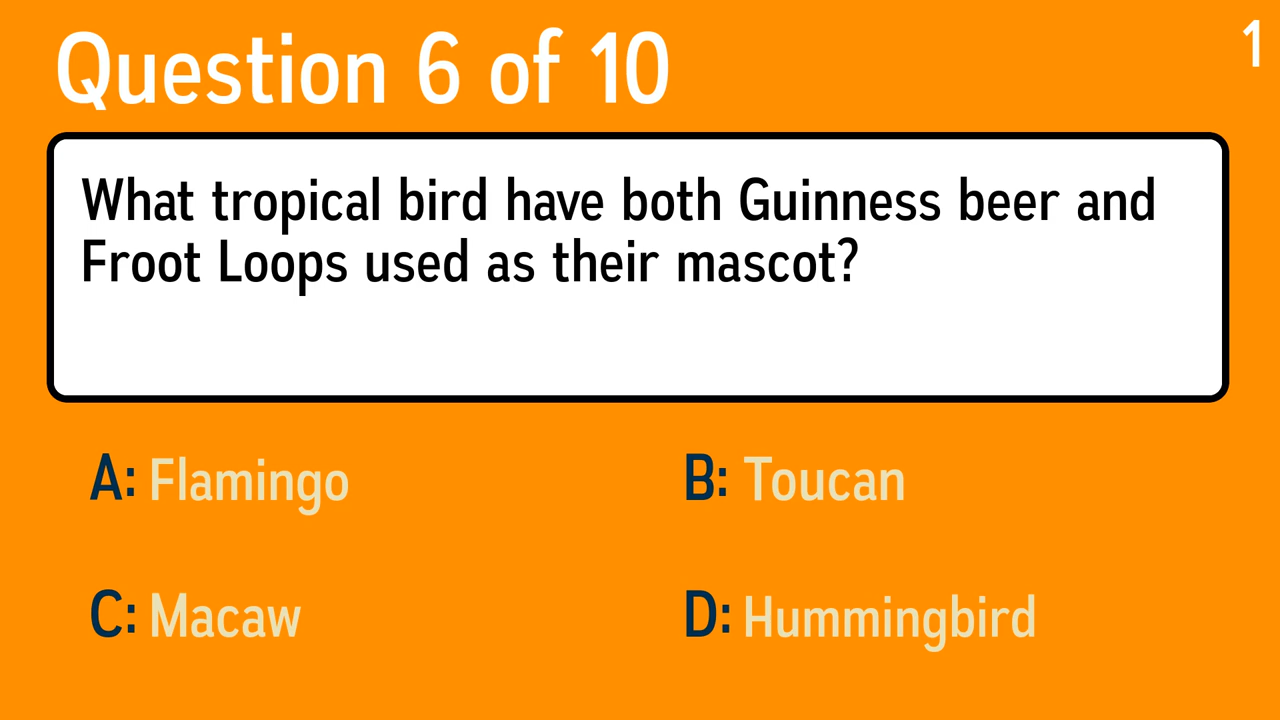 Question 6 of 10
1
What tropical bird have both Guinness beer and
Froot Loops used as their mascot?
A: Flamingo
B: Toucan
C: Macaw
D: Hummingbird